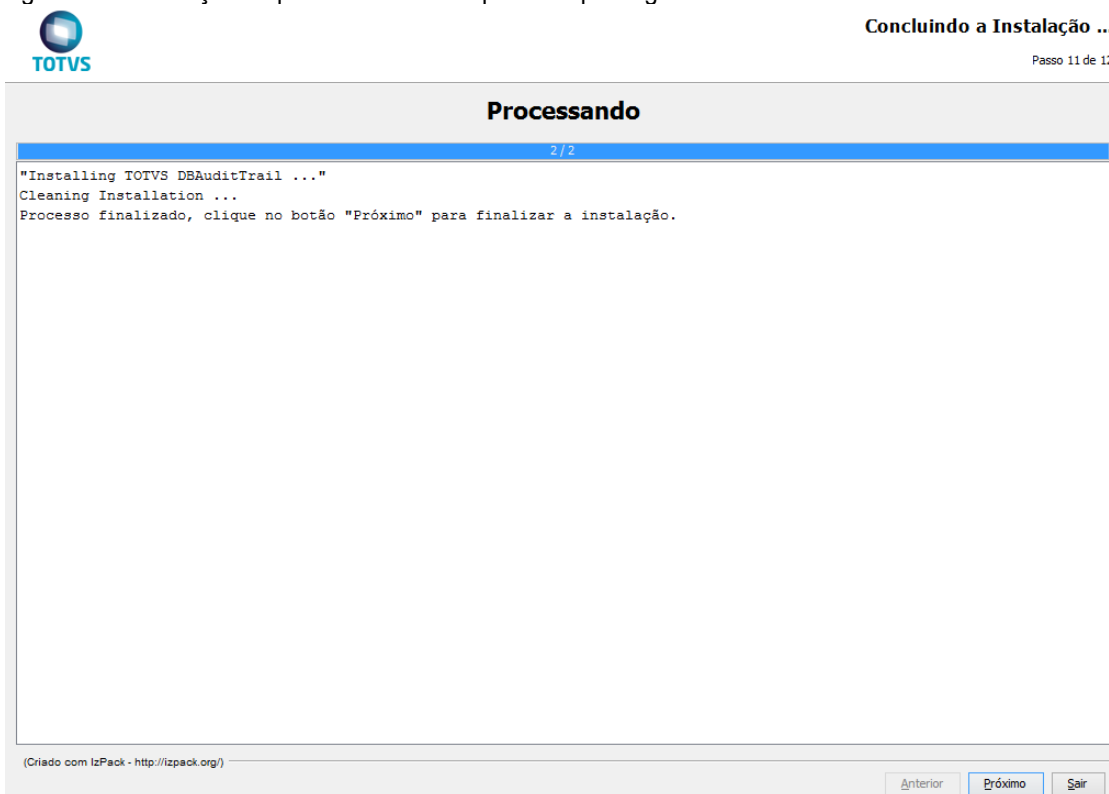 TOTVS
Concluindo a Instalação ...
Passo 11 de 12
Processando
2 / 2
"Installing TOTVS DBAuditTrail ..."
Cleaning Installation ...
Processo finalizado, clique no botão "Próximo" para finalizar a instalação.
(Criado com IzPack - http://izpack.org/)
Anterior Próximo Sair